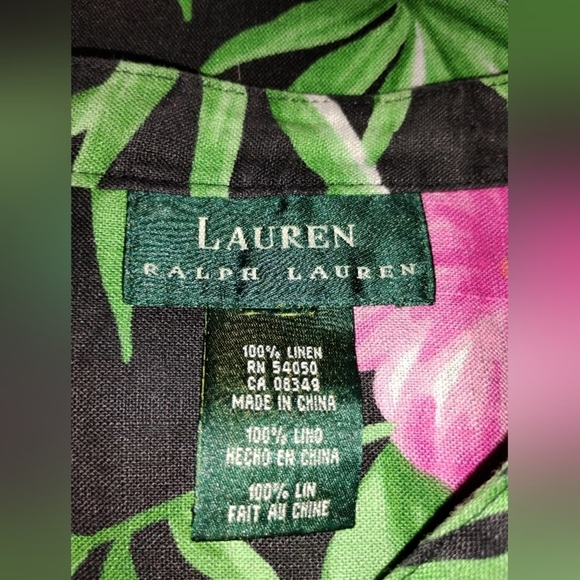 LAUREN
RALPH LAUREN
100% LINEN
RN 54050
CA 08349
MADE IN CHINA
100% LINO
HECHO EN CHINA
100% LIN
FAIT AU CHINE